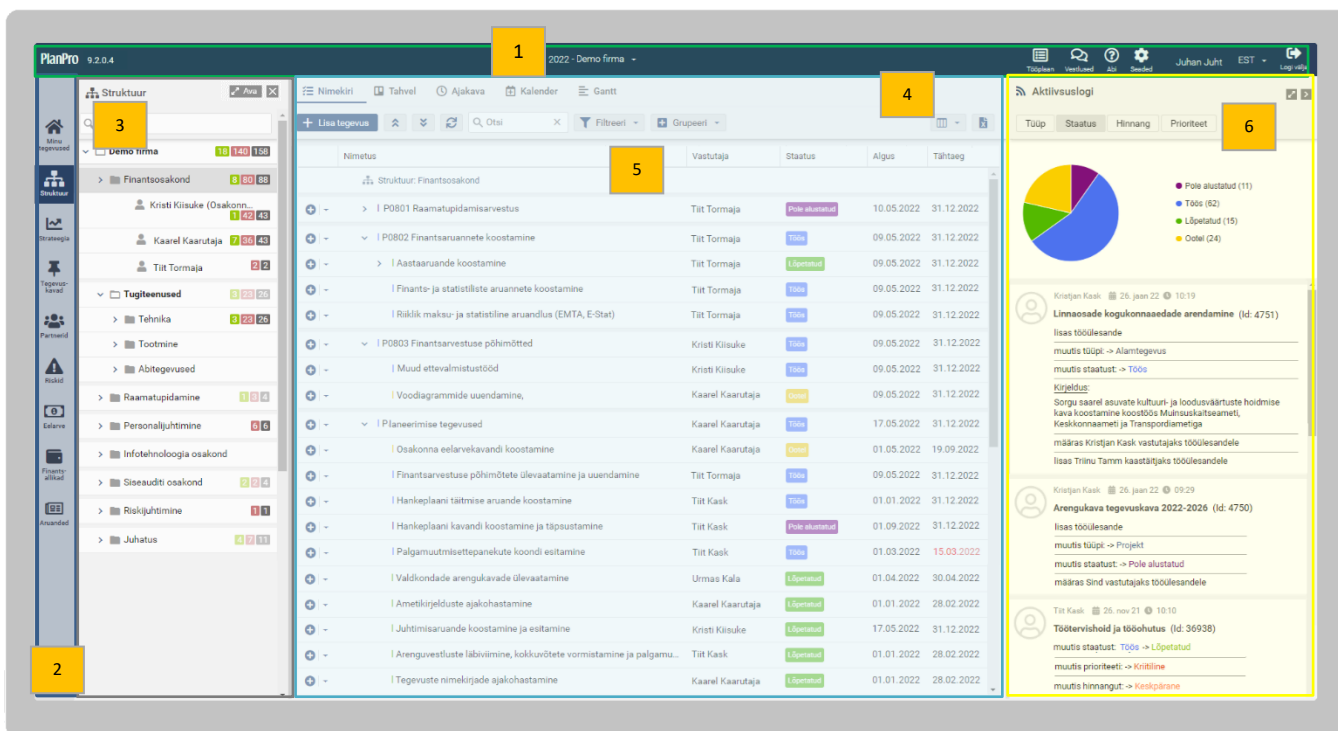 1
PlanPro 9.2.0.4
2022 - Demo firma
Tööplaan
Vestlused
Abi
Seaded
Juhan Juht
EST
Logi välja
Minu tegevused
Struktuur
Strateegia
Tegevus-kavad
Partnerid
Riskid
Eelarve
Finants-allikad
Aruanded
2
Struktuur
Ava
3
Demo firma 18 140 158
Finantsosakond 8 80 88
Kristi Kiisuke (Osakonn...
1 42 43
Kaarel Kaarutaja 7 36 43
Tiit Tormaja 2 2
Tugiteenused 3 23 26
Tehnika 3 23 26
Tootmine
Abitegevused
Raamatupidamine 1 3 4
Personalijuhtimine 6 6
Infotehnoloogia osakond
Siseauditi osakond 2 2 4
Riskijuhtimine 1 1
Juhatus 4 7 11
Nimekiri Tahvel Ajakava Kalender Gantt
4
+ Lisa tegevus Otsi Filtreeri Grupeeri
5
Nimetus Vastutaja Staatus Algus Tähtaeg
Struktuur: Finantsosakond
P0801 Raamatupidamisarvestus Tiit Tormaja Pole alustatud 10.05.2022 31.12.2022
P0802 Finantsaruannete koostamine Tiit Tormaja Töös 09.05.2022 31.12.2022
Aastaaruande koostamine Tiit Tormaja Lõpetatud 09.05.2022 31.12.2022
Finants- ja statistiliste aruannete koostamine Tiit Tormaja Töös 09.05.2022 31.12.2022
Riiklik maksu- ja statistiline aruandlus (EMTA, E-Stat) Tiit Tormaja Töös 09.05.2022 31.12.2022
P0803 Finantsarvestuse põhimõtted Kristi Kiisuke Töös 09.05.2022 31.12.2022
Muud ettevalmistustööd Kristi Kiisuke Töös 09.05.2022 31.12.2022
Voodiagrammide uuendamine, Kaarel Kaarutaja Ootel 09.05.2022 31.12.2022
Planeerimise tegevused Kaarel Kaarutaja Töös 17.05.2022 31.12.2022
Osakonna eelarvekavandi koostamine Kaarel Kaarutaja Ootel 01.05.2022 19.09.2022
Finantsarvestuse põhimõtete ülevaatamine ja uuendamine Tiit Tormaja Töös 09.05.2022 31.12.2022
Hankeplaani täitmise aruande koostamine Tiit Kask Töös 01.01.2022 31.12.2022
Hankeplaani kavandi koostamine ja täpsustamine Tiit Kask Pole alustatud 01.09.2022 31.12.2022
Palgamuutmisettepanekute koondi esitamine Tiit Kask Töös 01.03.2022 15.03.2022
Valdkondade arengukavade ülevaatamine Urmas Kala Lõpetatud 01.04.2022 30.04.2022
Ametikirjelduste ajakohastamine Kaarel Kaarutaja Lõpetatud 01.01.2022 28.02.2022
Juhtimisaruande koostamine ja esitamine Kristi Kiisuke Lõpetatud 17.05.2022 31.12.2022
Arenguvestluste läbiviimine, kokkuvõtete vormistamine ja palgamu... Tiit Kask Lõpetatud 01.01.2022 28.02.2022
Tegevuste nimekirjade ajakohastamine Kaarel Kaarutaja Lõpetatud 01.01.2022 28.02.2022
Aktiivsuslogi
6
Tüüp Staatus Hinnang Prioriteet
Pole alustatud (11)
Töös (62)
Lõpetatud (15)
Ootel (24)
Kristjan Kask 26. jaan 22 10:19
Linnaosade kogukonnaaedade arendamine (Id: 4751)
lisas tööülesande
muutis tüüpi: -> Alamtegevus
muutis staatust: -> Töös
Kirjeldus:
Sorgu saarel asuvate kultuuri- ja loodusväärtuste hoidmise
kava koostamine koostöös Muinsuskaitseameti,
Keskkonnaameti ja Transpordiametiga
määras Kristjan Kask vastutajaks tööülesandele
lisas Triinu Tamm kaastäitjaks tööülesandele
Kristjan Kask 26. jaan 22 09:29
Arengukava tegevuskava 2022-2026 (Id: 4750)
lisas tööülesande
muutis tüüpi: -> Projekt
muutis staatust: -> Pole alustatud
määras Sind vastutajaks tööülesandele
Tiit Kask 26. nov 21 10:10
Töötervishoid ja tööohutus (Id: 36938)
muutis staatust: Töös -> Lõpetatud
muutis prioriteeti: -> Kriitiline
muutis hinnangut: -> Keskpärane